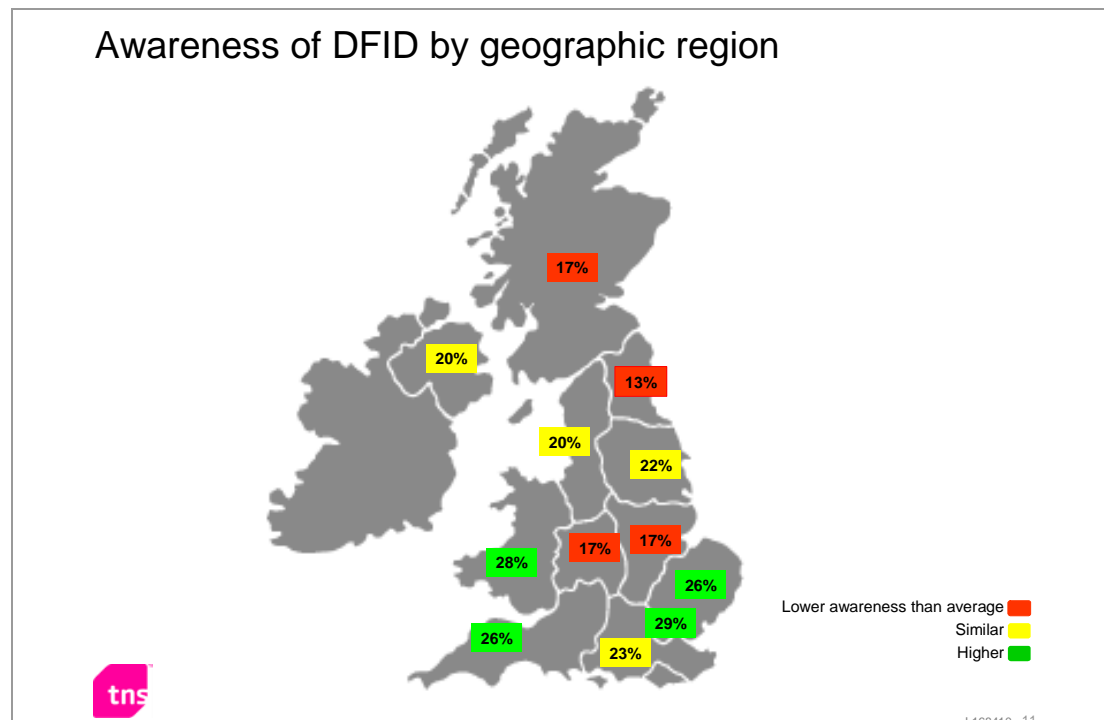 Awareness of DFID by geographic region
17%
20%
13%
20%
22%
17%
17%
28%
26%
29%
26%
23%
Lower awareness than average
Similar
Higher
tns
11